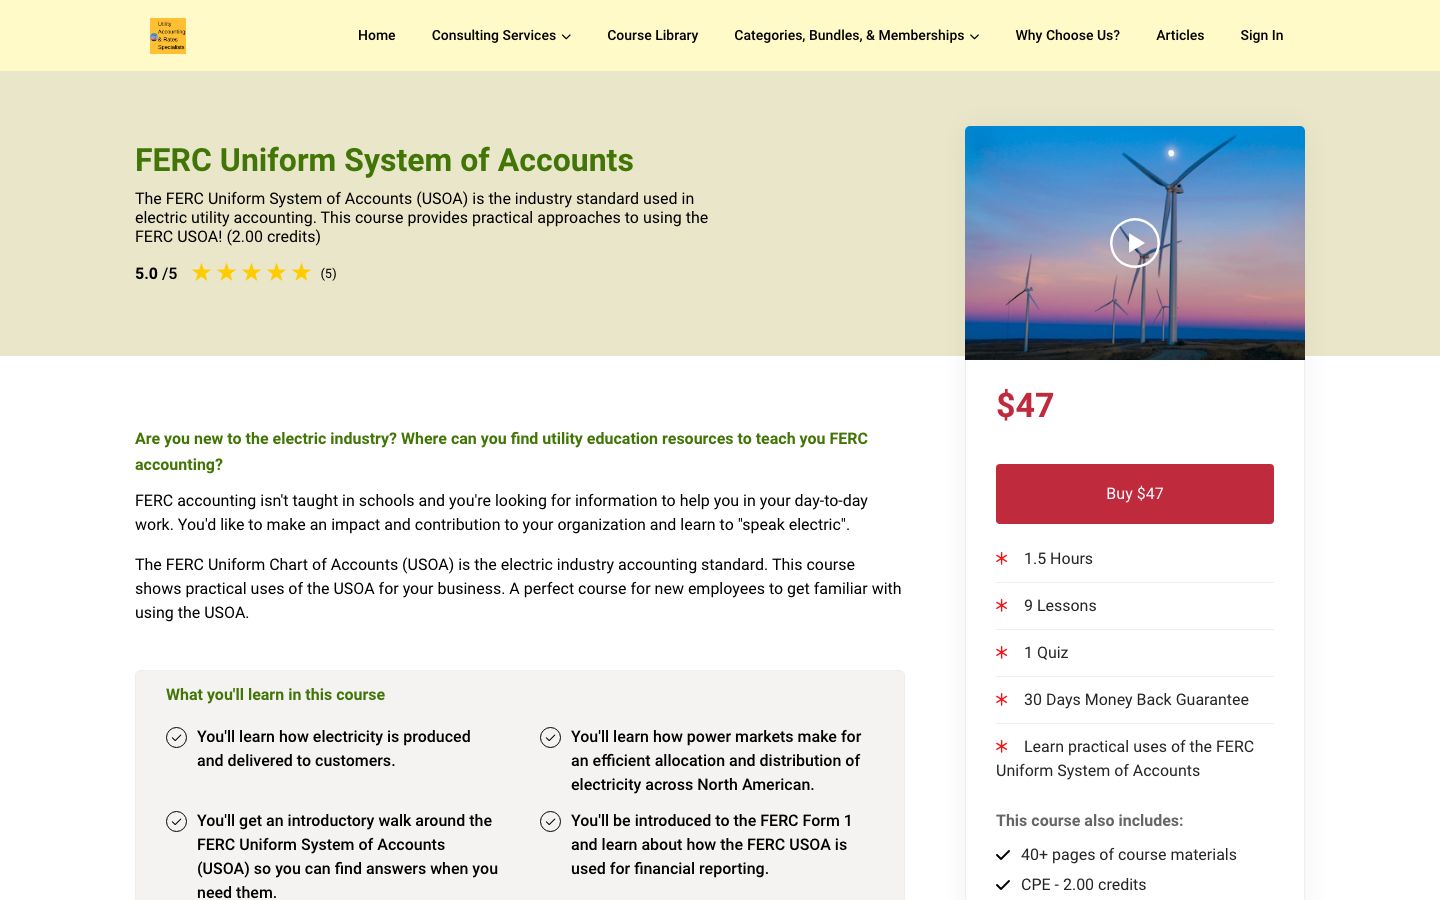 Utility
Accounting
& Rates
Specialists
Home
Consulting Services
Course Library
Categories, Bundles, & Memberships
Why Choose Us?
Articles
Sign In
FERC Uniform System of Accounts
The FERC Uniform System of Accounts (USOA) is the industry standard used in
electric utility accounting. This course provides practical approaches to using the
FERC USOA! (2.00 credits)
5.0 /5 (5)
Are you new to the electric industry? Where can you find utility education resources to teach you FERC
accounting?
FERC accounting isn't taught in schools and you're looking for information to help you in your day-to-day
work. You'd like to make an impact and contribution to your organization and learn to "speak electric".
The FERC Uniform Chart of Accounts (USOA) is the electric industry accounting standard. This course
shows practical uses of the USOA for your business. A perfect course for new employees to get familiar with
using the USOA.
What you'll learn in this course
You'll learn how electricity is produced
and delivered to customers.
You'll learn how power markets make for
an efficient allocation and distribution of
electricity across North American.
You'll get an introductory walk around the
FERC Uniform System of Accounts
(USOA) so you can find answers when you
need them.
You'll be introduced to the FERC Form 1
and learn about how the FERC USOA is
used for financial reporting.
$47
Buy $47
1.5 Hours
9 Lessons
1 Quiz
30 Days Money Back Guarantee
Learn practical uses of the FERC
Uniform System of Accounts
This course also includes:
40+ pages of course materials
CPE - 2.00 credits